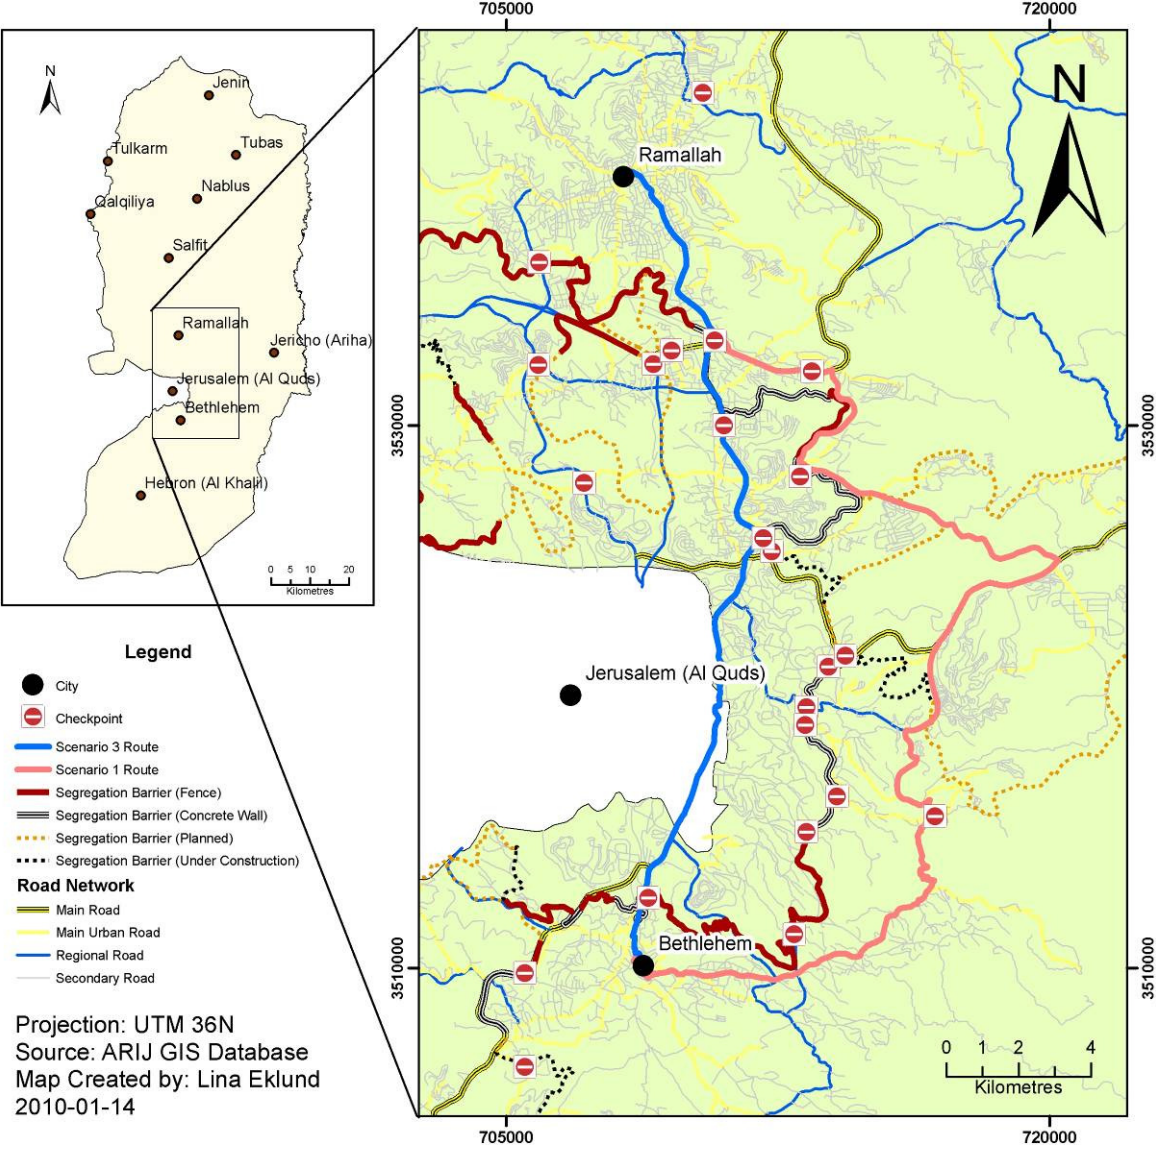 705000
720000
N
Jenin
Tulkarm
Tubas
Nablus
Qalqiliya
Salfit
Ramallah
Jericho (Ariha)
Jerusalem (Al Quds)
Bethlehem
Hebron (Al Khalil)
0 5 10 20
Kilometres
N
Ramallah
3530000
3530000
Jerusalem (Al Quds)
Bethlehem
3510000
3510000
0 1 2 4
Kilometres
705000
720000
Legend
City
Checkpoint
Scenario 3 Route
Scenario 1 Route
Segregation Barrier (Fence)
Segregation Barrier (Concrete Wall)
Segregation Barrier (Planned)
Segregation Barrier (Under Construction)
Road Network
Main Road
Main Urban Road
Regional Road
Secondary Road
Projection: UTM 36N
Source: ARIJ GIS Database
Map Created by: Lina Eklund
2010-01-14